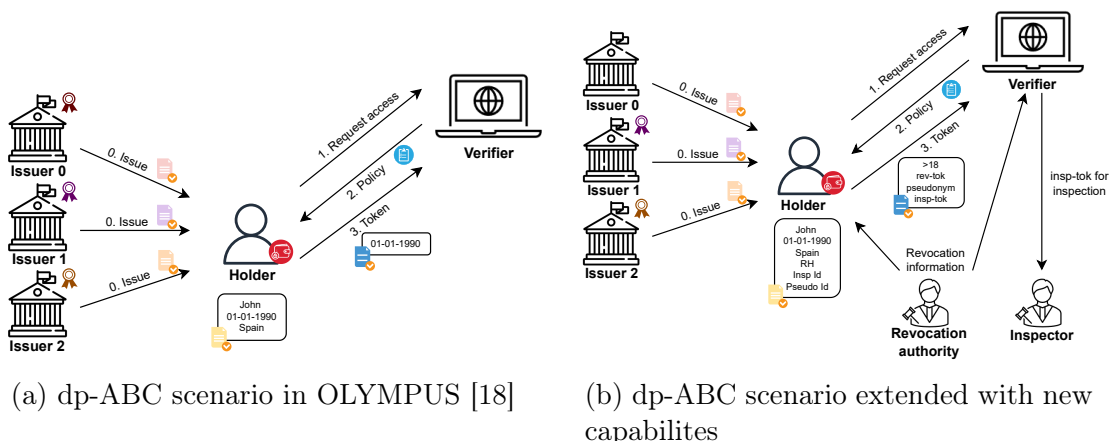 Issuer 0
0. Issue
Issuer 1
0. Issue
Issuer 2
0. Issue
Holder
John
01-01-1990
Spain
1. Request access
2. Policy
3. Token
01-01-1990
Verifier
(a) dp-ABC scenario in OLYMPUS [18]
Issuer 0
0. Issue
Issuer 1
0. Issue
Issuer 2
0. Issue
Holder
John
01-01-1990
Spain
RH
Insp Id
Pseudo Id
1. Request access
2. Policy
3. Token
>18
rev-tok
pseudonym
insp-tok
Verifier
insp-tok for
inspection
Revocation
information
Revocation
authority
Inspector
(b) dp-ABC scenario extended with new
capabilites